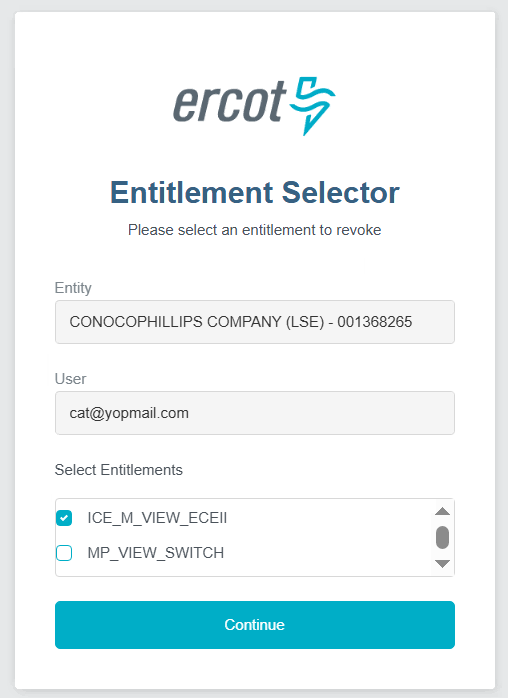 ercot
Entitlement Selector
Please select an entitlement to revoke
Entity
CONOCOPHILLIPS COMPANY (LSE) - 001368265
User
cat@yopmail.com
Select Entitlements
ICE_M_VIEW_ECEII
MP_VIEW_SWITCH
Continue